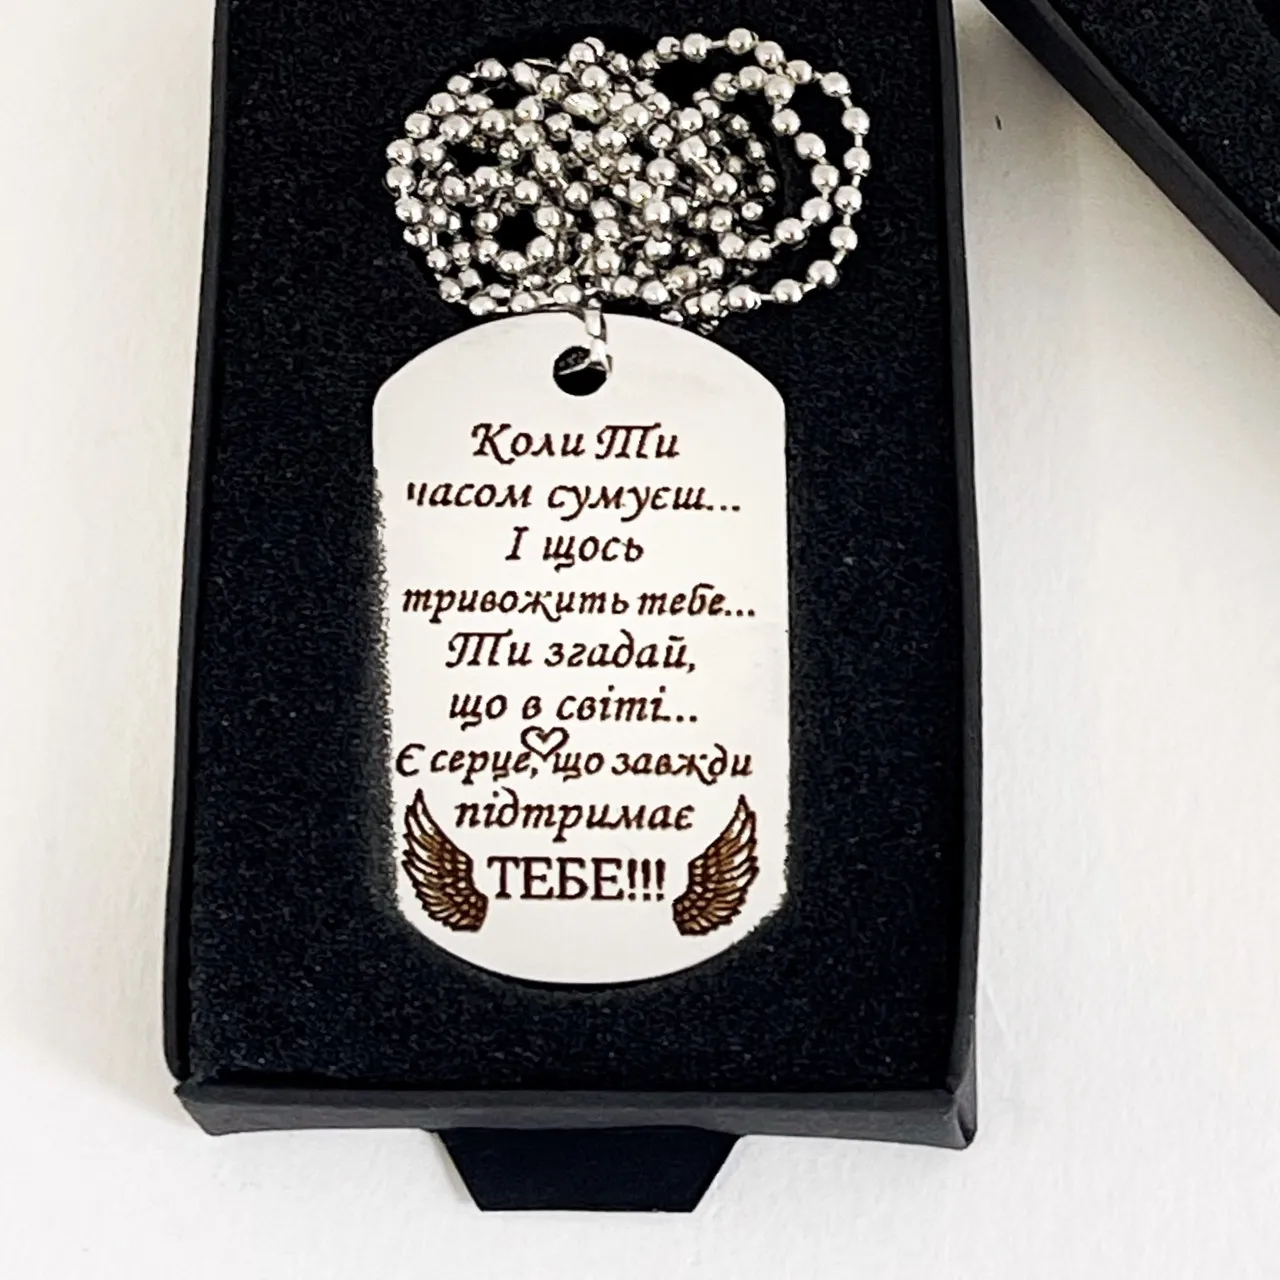 Коли Ти
часом сумуєш...
І щось
тривожить тебе...
Ти згадай,
що в світі...
Є серце, що завжди
підтримає
ТЕБЕ!!!